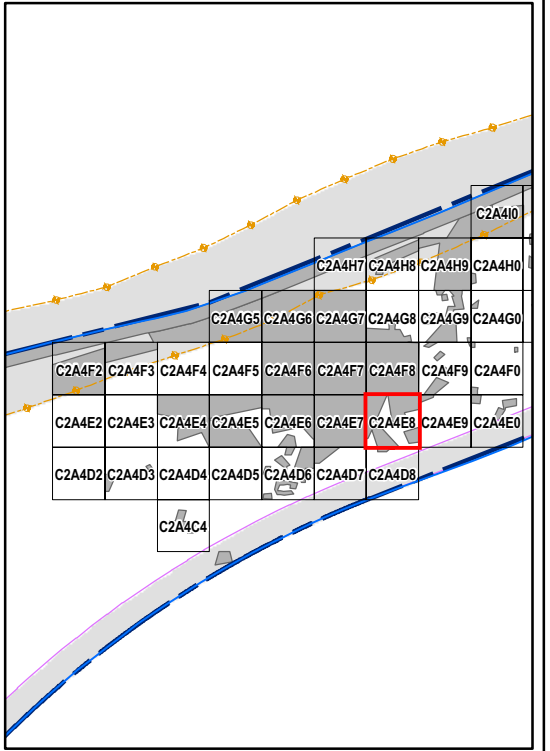 C2A4I0
C2A4H7 C2A4H8 C2A4H9 C2A4H0
C2A4G5 C2A4G6 C2A4G7 C2A4G8 C2A4G9 C2A4G0
C2A4F2 C2A4F3 C2A4F4 C2A4F5 C2A4F6 C2A4F7 C2A4F8 C2A4F9 C2A4F0
C2A4E2 C2A4E3 C2A4E4 C2A4E5 C2A4E6 C2A4E7 C2A4E8 C2A4E9 C2A4E0
C2A4D2 C2A4D3 C2A4D4 C2A4D5 C2A4D6 C2A4D7 C2A4D8
C2A4C4